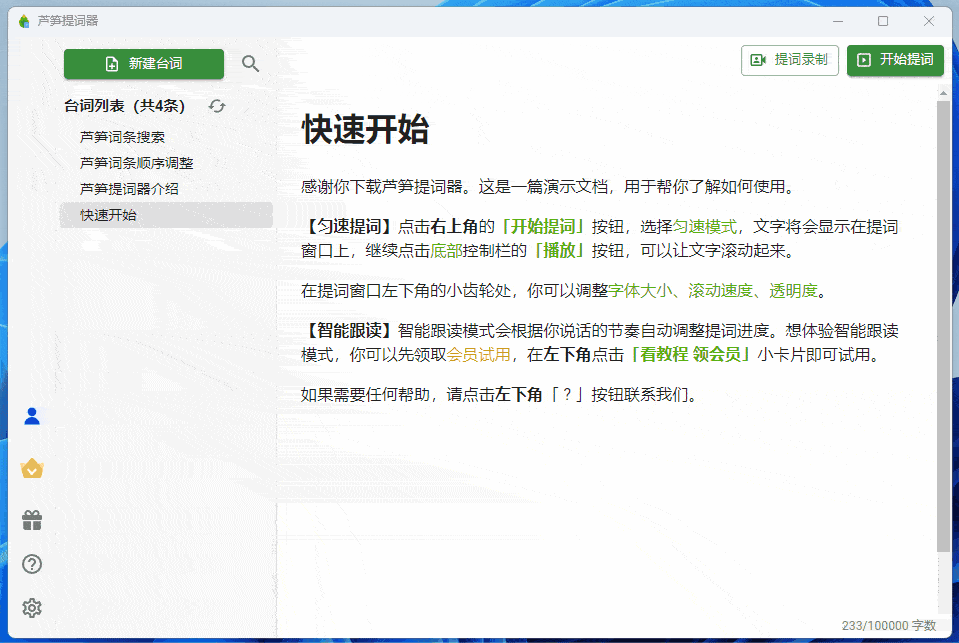 芦笋提词器
新建台词
提词录制
开始提词
台词列表（共4条）
芦笋词条搜索
芦笋词条顺序调整
芦笋提词器介绍
快速开始
快速开始
感谢你下载芦笋提词器。这是一篇演示文档，用于帮你了解如何使用。
【匀速提词】点击右上角的「开始提词」按钮，选择匀速模式，文字将会显示在提词
窗口上，继续点击底部控制栏的「播放」按钮，可以让文字滚动起来。
在提词窗口左下角的小齿轮处，你可以调整字体大小、滚动速度、透明度。
【智能跟读】智能跟读模式会根据你说话的节奏自动调整提词进度。想体验智能跟读
模式，你可以先领取会员试用，在左下角点击「看教程 领会员」小卡片即可试用。
如果需要任何帮助，请点击左下角「？」按钮联系我们。
233/100000 字数